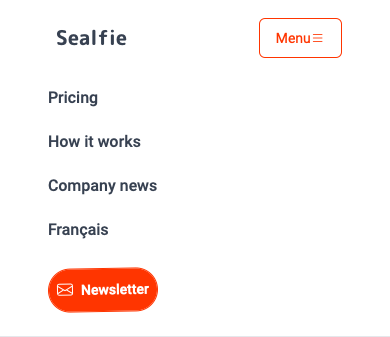 Sealfie
Menu
Pricing
How it works
Company news
Français
Newsletter